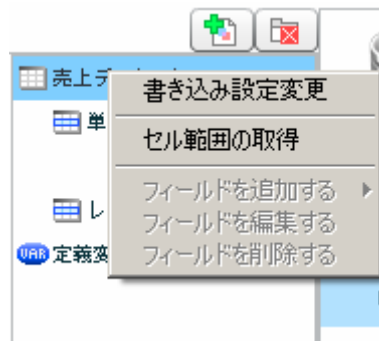 売上デ
書き込み設定変更
単
セル範囲の取得
フィールドを追加する
レ
フィールドを編集する
VAR 定義変
フィールドを削除する